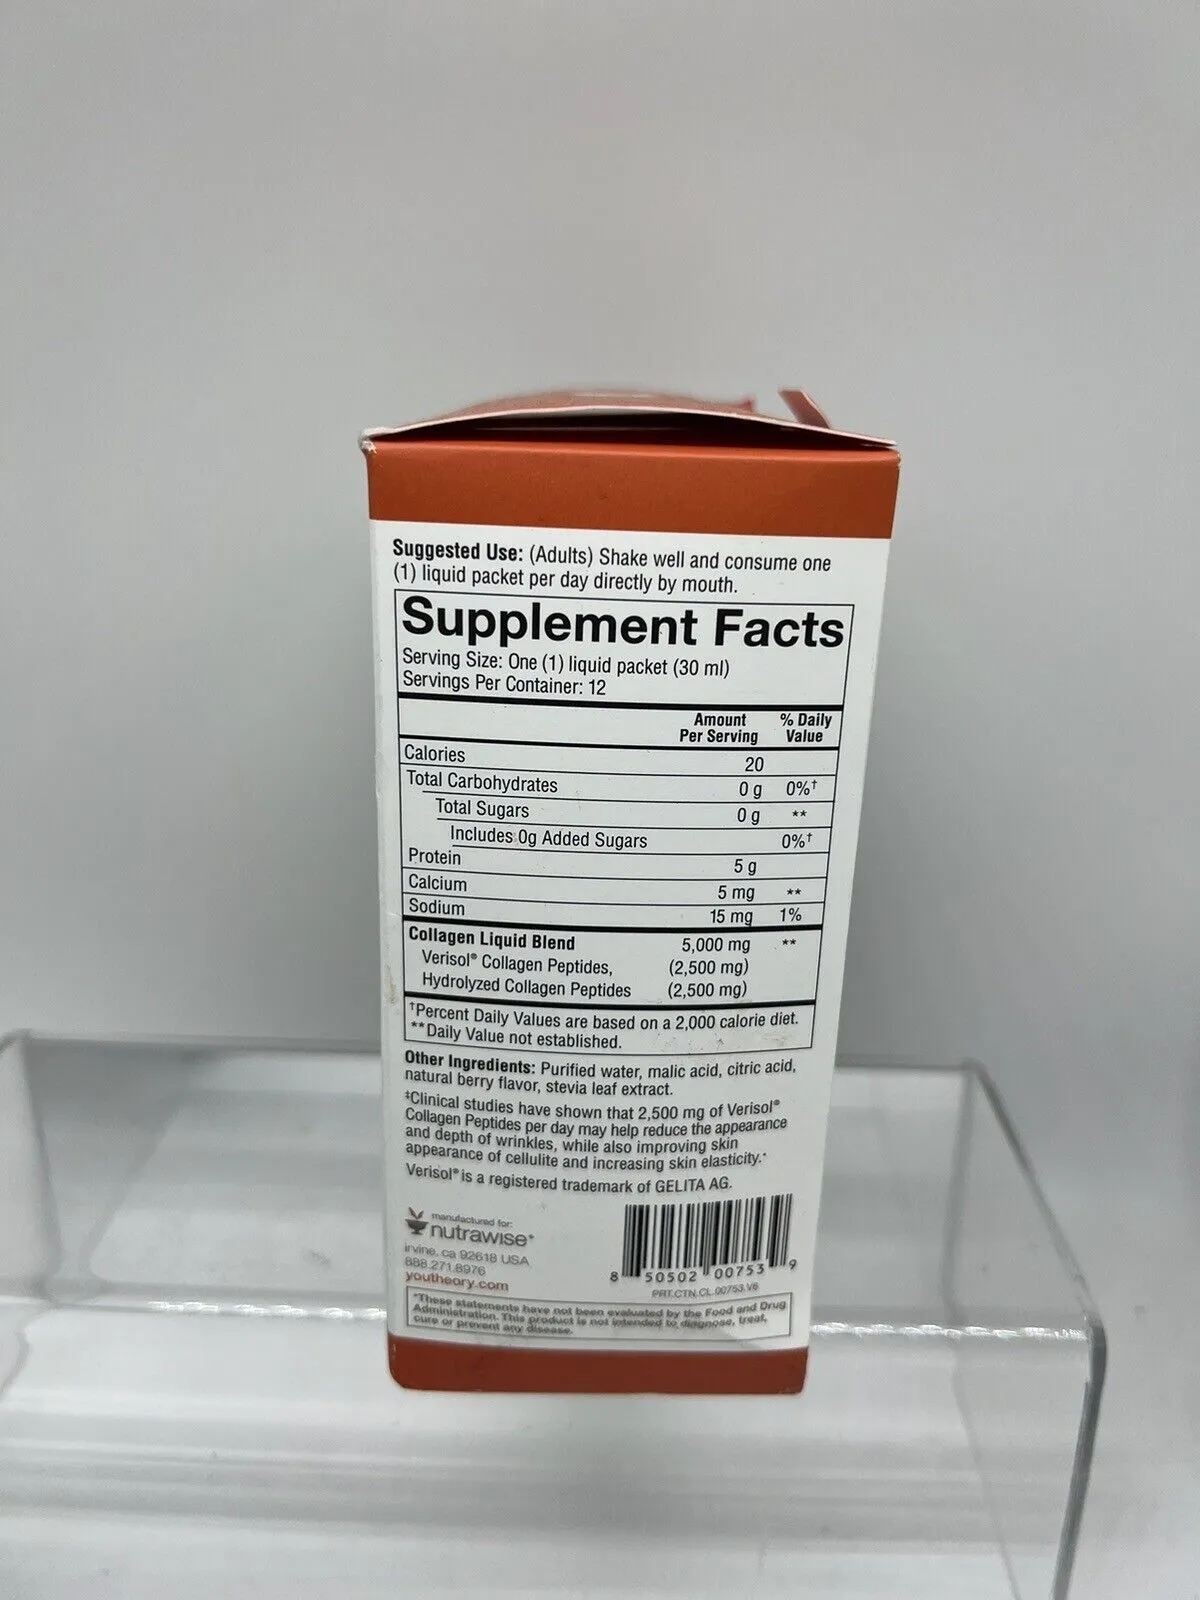 Suggested Use: (Adults) Shake well and consume one
(1) liquid packet per day directly by mouth.
Supplement Facts
Serving Size: One (1) liquid packet (30 ml)
Servings Per Container: 12
Amount Per Serving % Daily Value
Calories 20
Total Carbohydrates 0 g 0%†
Total Sugars 0 g **
Includes 0g Added Sugars 0%†
Protein 5 g
Calcium 5 mg **
Sodium 15 mg 1%
Collagen Liquid Blend 5,000 mg **
Verisol® Collagen Peptides, (2,500 mg)
Hydrolyzed Collagen Peptides (2,500 mg)
†Percent Daily Values are based on a 2,000 calorie diet.
**Daily Value not established.
Other Ingredients: Purified water, malic acid, citric acid,
natural berry flavor, stevia leaf extract.
‡Clinical studies have shown that 2,500 mg of Verisol®
Collagen Peptides per day may help reduce the appearance
and depth of wrinkles, while also improving skin
appearance of cellulite and increasing skin elasticity.*
Verisol® is a registered trademark of GELITA AG.
manufactured for:
nutrawise®
irvine, ca 92618 USA
888.271.8976
youtheory.com
8 50502 00753 9
PRT.CTN.CL.00753.V6
*These statements have not been evaluated by the Food and Drug
Administration. This product is not intended to diagnose, treat,
cure or prevent any disease.